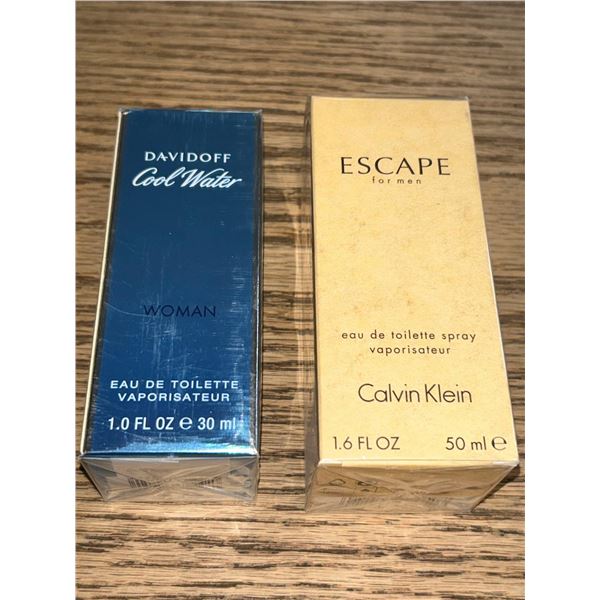 DAVIDOFF
Cool Water
WOMAN
EAU DE TOILETTE
VAPORISATEUR
1.0 FL OZ ℮ 30 ml
ESCAPE
for men
eau de toilette spray
vaporisateur
Calvin Klein
1.6 FL OZ 50 ml ℮